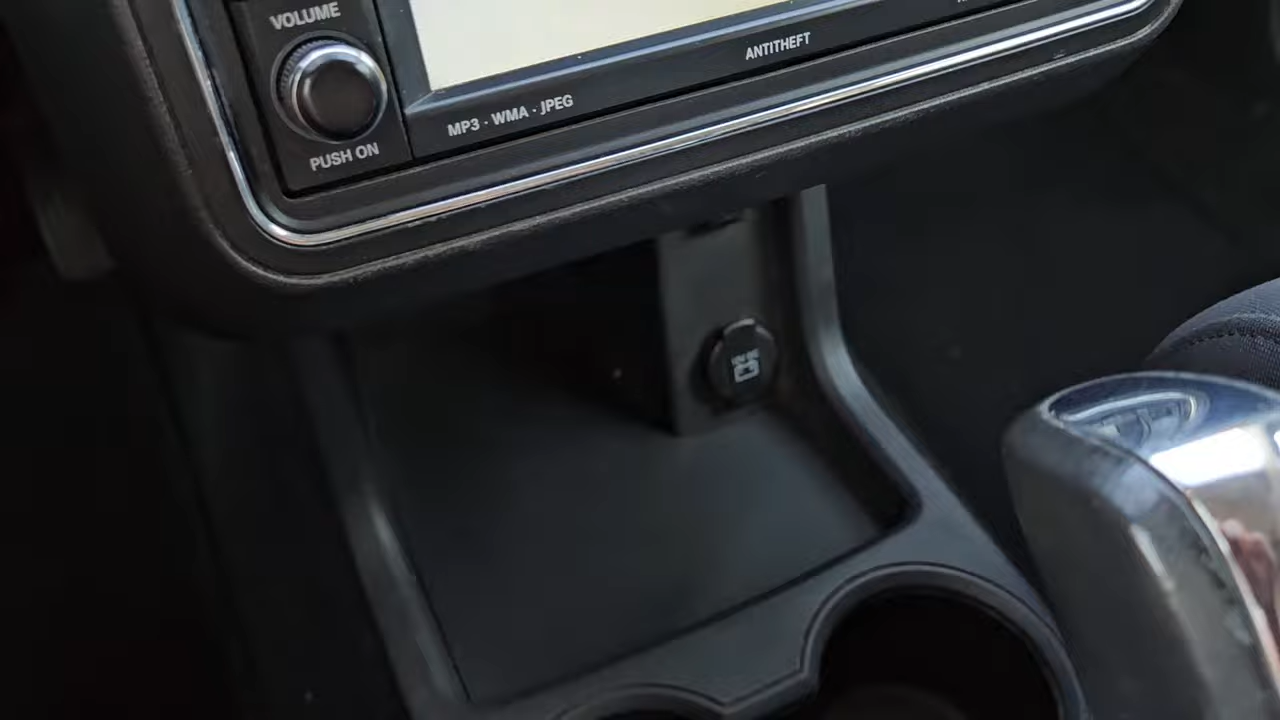 VOLUME
PUSH ON
MP3 · WMA · JPEG
ANTITHEFT